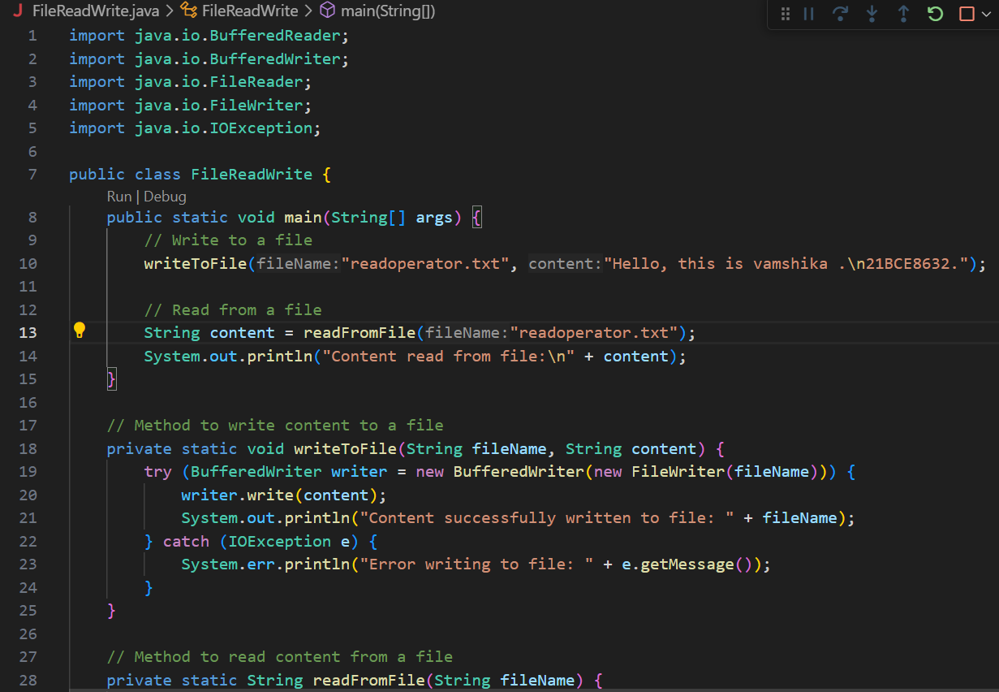 FileReadWrite.java > FileReadWrite > main(String[])
1 import java.io.BufferedReader;
2 import java.io.BufferedWriter;
3 import java.io.FileReader;
4 import java.io.FileWriter;
5 import java.io.IOException;
6
7 public class FileReadWrite {
Run | Debug
8 public static void main(String[] args) {
9 // Write to a file
10 writeToFile(fileName:"readoperator.txt", content:"Hello, this is vamshika .\n21BCE8632.");
11
12 // Read from a file
13 String content = readFromFile(fileName:"readoperator.txt");
14 System.out.println("Content read from file:\n" + content);
15 }
16
17 // Method to write content to a file
18 private static void writeToFile(String fileName, String content) {
19 try (BufferedWriter writer = new BufferedWriter(new FileWriter(fileName))) {
20 writer.write(content);
21 System.out.println("Content successfully written to file: " + fileName);
22 } catch (IOException e) {
23 System.err.println("Error writing to file: " + e.getMessage());
24 }
25 }
26
27 // Method to read content from a file
28 private static String readFromFile(String fileName) {